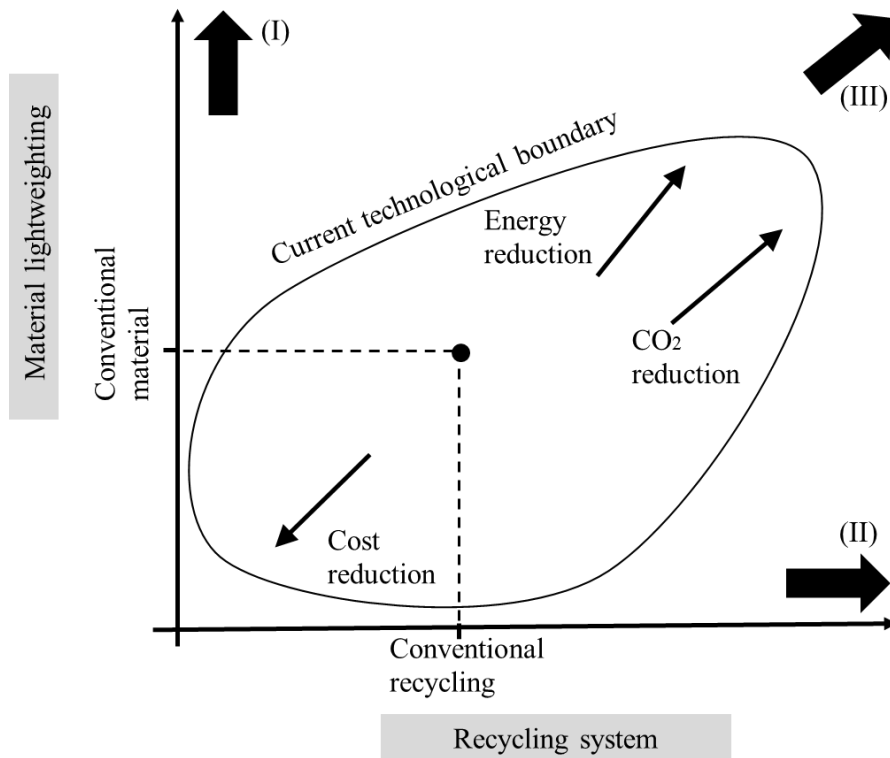 (I)
(III)
Material lightweighting
Conventional
material
Current technological boundary
Energy
reduction
CO₂
reduction
Cost
reduction
(II)
Conventional
recycling
Recycling system